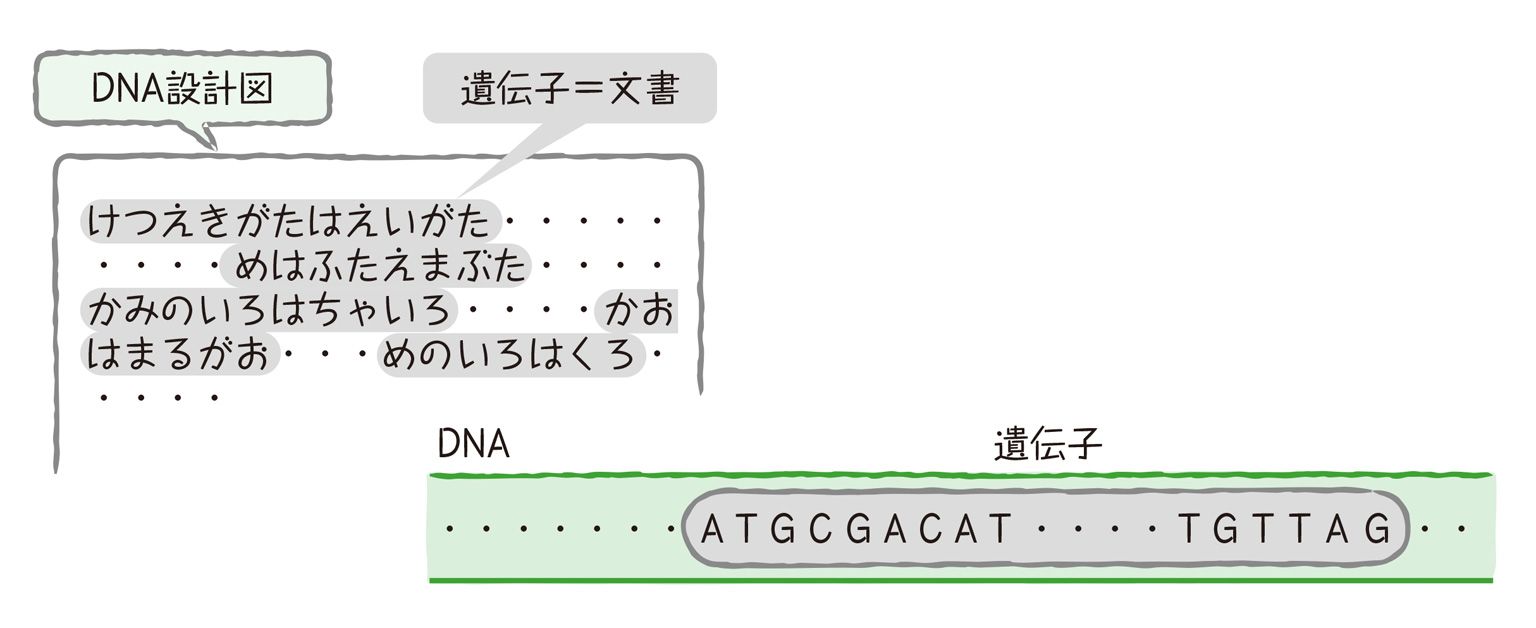 DNA設計図
遺伝子＝文書
けつえきがたはえいがた・・・・・
・・・・めはふたえまぶた・・・・
かみのいろはちゃいろ・・・・かお
はまるがお・・・めのいろはくろ・
・・・・
DNA
遺伝子
・・・・・・・ATGCGACAT・・・・TGTTAG・・